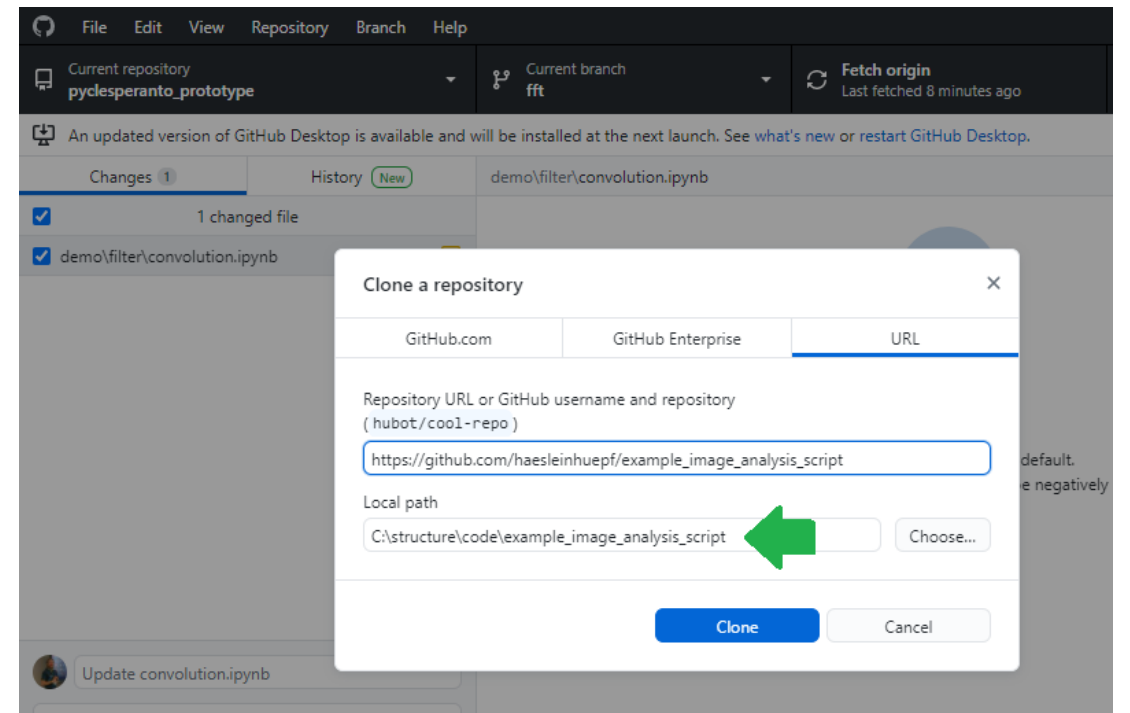 File Edit View Repository Branch Help
Current repository
pyclesperanto_prototype
Current branch
fft
Fetch origin
Last fetched 8 minutes ago
An updated version of GitHub Desktop is available and will be installed at the next launch. See what's new or restart GitHub Desktop.
Changes 1
History New
demo\filter\convolution.ipynb
1 changed file
demo\filter\convolution.ipynb
Clone a repository
GitHub.com
GitHub Enterprise
URL
Repository URL or GitHub username and repository
(hubot/cool-repo)
https://github.com/haesleinhuepf/example_image_analysis_script
Local path
C:\structure\code\example_image_analysis_script
Choose...
default.
e negatively
Clone
Cancel
Update convolution.ipynb